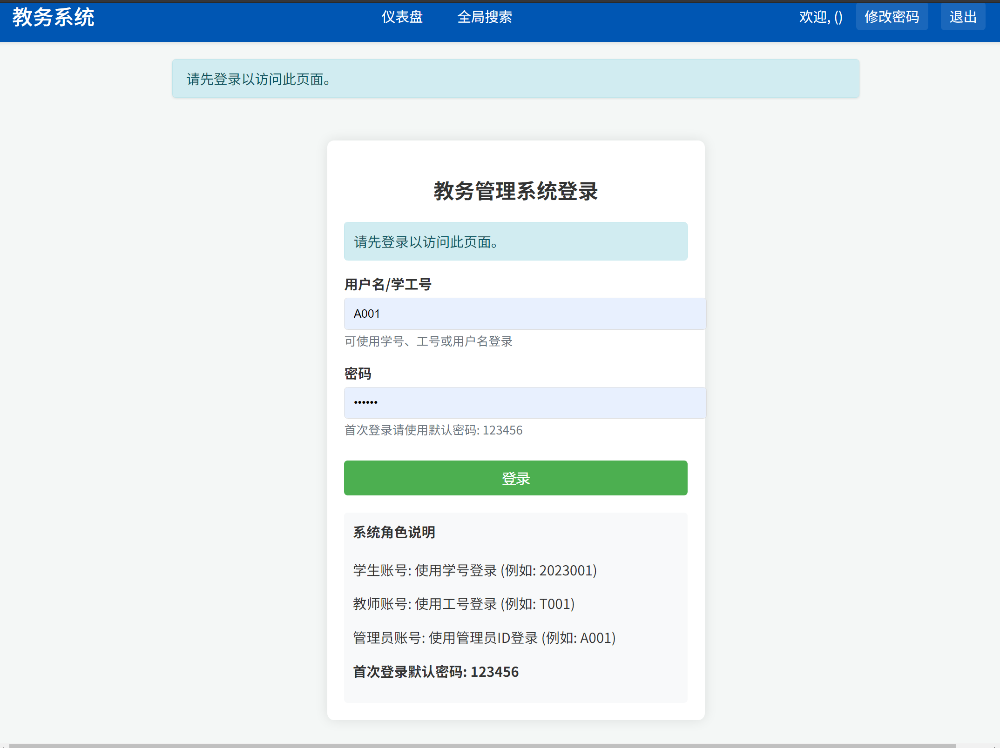 教务系统
仪表盘
全局搜索
欢迎, ()
修改密码
退出
请先登录以访问此页面。
教务管理系统登录
请先登录以访问此页面。
用户名/学工号
A001
可使用学号、工号或用户名登录
密码
••••••
首次登录请使用默认密码: 123456
登录
系统角色说明
学生账号: 使用学号登录 (例如: 2023001)
教师账号: 使用工号登录 (例如: T001)
管理员账号: 使用管理员ID登录 (例如: A001)
首次登录默认密码: 123456